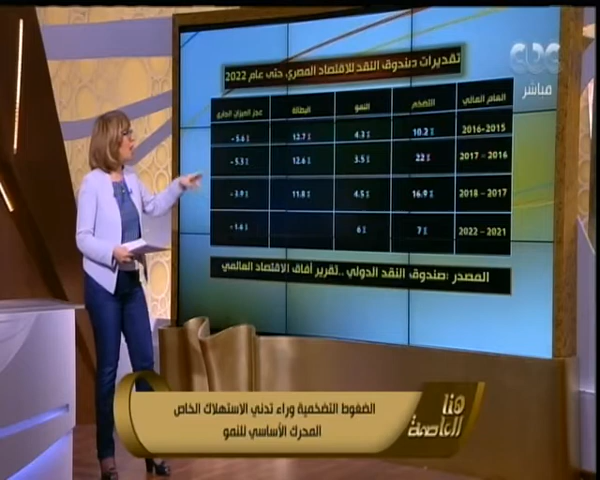 تقديرات صندوق النقد للاقتصاد المصري حتى عام 2022
cbc
مباشر
العام المالي التضخم النمو البطالة عجز الميزان الجاري
2016-2015 10.2٪ 4.3٪ 12.7٪ - 5.6
2017 - 2016 22٪ 3.5٪ 12.6٪ - 5.3
2018 - 2017 16.9٪ 4.5٪ 11.8٪ - 3.9
2022 - 2021 7٪ 6٪
المصدر :صندوق النقد الدولي ..تقرير آفاق الاقتصاد العالمي
هنا
العاصمة
الضغوط التضخمية وراء تدني الاستهلاك الخاص
المحرك الأساسي للنمو